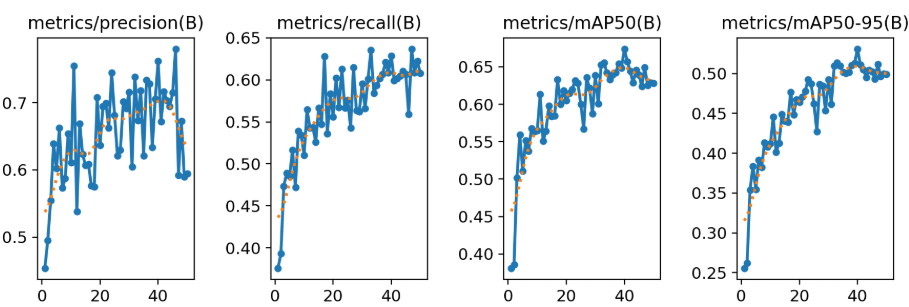 metrics/precision(B)
0.7
0.6
0.5
0 20 40
metrics/recall(B)
0.65
0.60
0.55
0.50
0.45
0.40
0 20 40
metrics/mAP50(B)
0.65
0.60
0.55
0.50
0.45
0.40
0 20 40
metrics/mAP50-95(B)
0.50
0.45
0.40
0.35
0.30
0.25
0 20 40